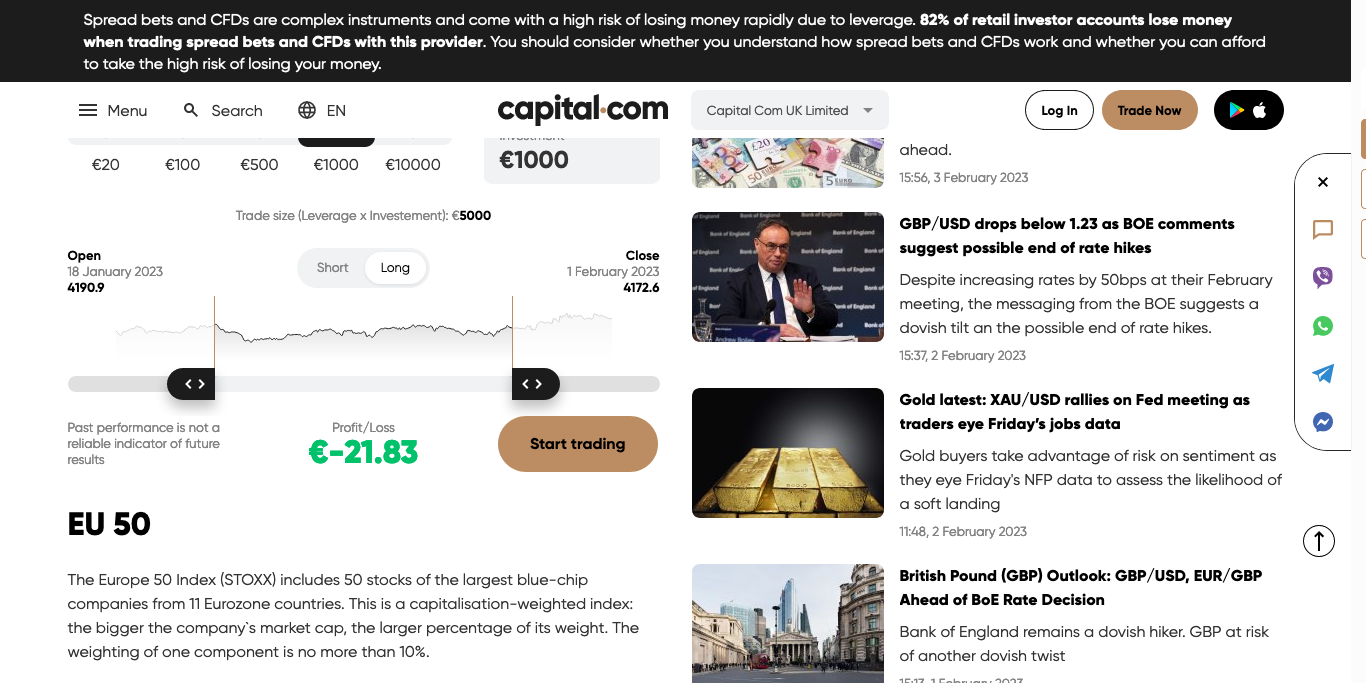 Spread bets and CFDs are complex instruments and come with a high risk of losing money rapidly due to leverage. 82% of retail investor accounts lose money
when trading spread bets and CFDs with this provider. You should consider whether you understand how spread bets and CFDs work and whether you can afford
to take the high risk of losing your money.
Menu
Search
EN
capital.com
Capital Com UK Limited
Log In
Trade Now
Investment
€20
€100
€500
€1000
€10000
€1000
Trade size (Leverage x Investement): €5000
Open
18 January 2023
4190.9
Short
Long
Close
1 February 2023
4172.6
Past performance is not a
reliable indicator of future
results
Profit/Loss
€-21.83
Start trading
EU 50
The Europe 50 Index (STOXX) includes 50 stocks of the largest blue-chip
companies from 11 Eurozone countries. This is a capitalisation-weighted index:
the bigger the company`s market cap, the larger percentage of its weight. The
weighting of one component is no more than 10%.
ahead.
15:56, 3 February 2023
GBP/USD drops below 1.23 as BOE comments
suggest possible end of rate hikes
Despite increasing rates by 50bps at their February
meeting, the messaging from the BOE suggests a
dovish tilt an the possible end of rate hikes.
15:37, 2 February 2023
Gold latest: XAU/USD rallies on Fed meeting as
traders eye Friday’s jobs data
Gold buyers take advantage of risk on sentiment as
they eye Friday's NFP data to assess the likelihood of
a soft landing
11:48, 2 February 2023
British Pound (GBP) Outlook: GBP/USD, EUR/GBP
Ahead of BoE Rate Decision
Bank of England remains a dovish hiker. GBP at risk
of another dovish twist
15:13, 1 February 2023